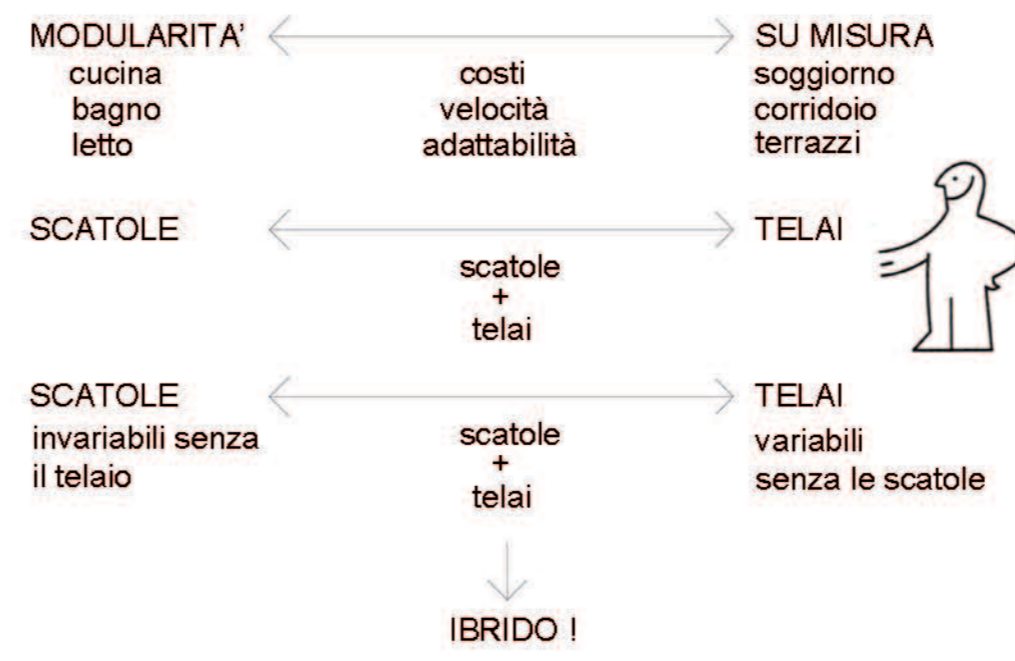 MODULARITA'
cucina
bagno
letto
costi
velocità
adattabilità
SU MISURA
soggiorno
corridoio
terrazzi
SCATOLE
scatole
+
telai
TELAI
SCATOLE
invariabili senza
il telaio
scatole
+
telai
TELAI
variabili
senza le scatole
IBRIDO !